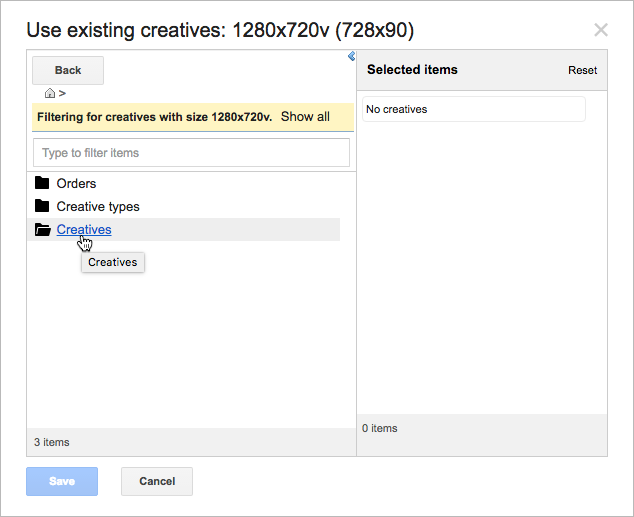 Use existing creatives: 1280x720v (728x90)
Back
>
Filtering for creatives with size 1280x720v. Show all
Type to filter items
Orders
Creative types
Creatives
Creatives
3 items
Selected items
Reset
No creatives
0 items
Save
Cancel